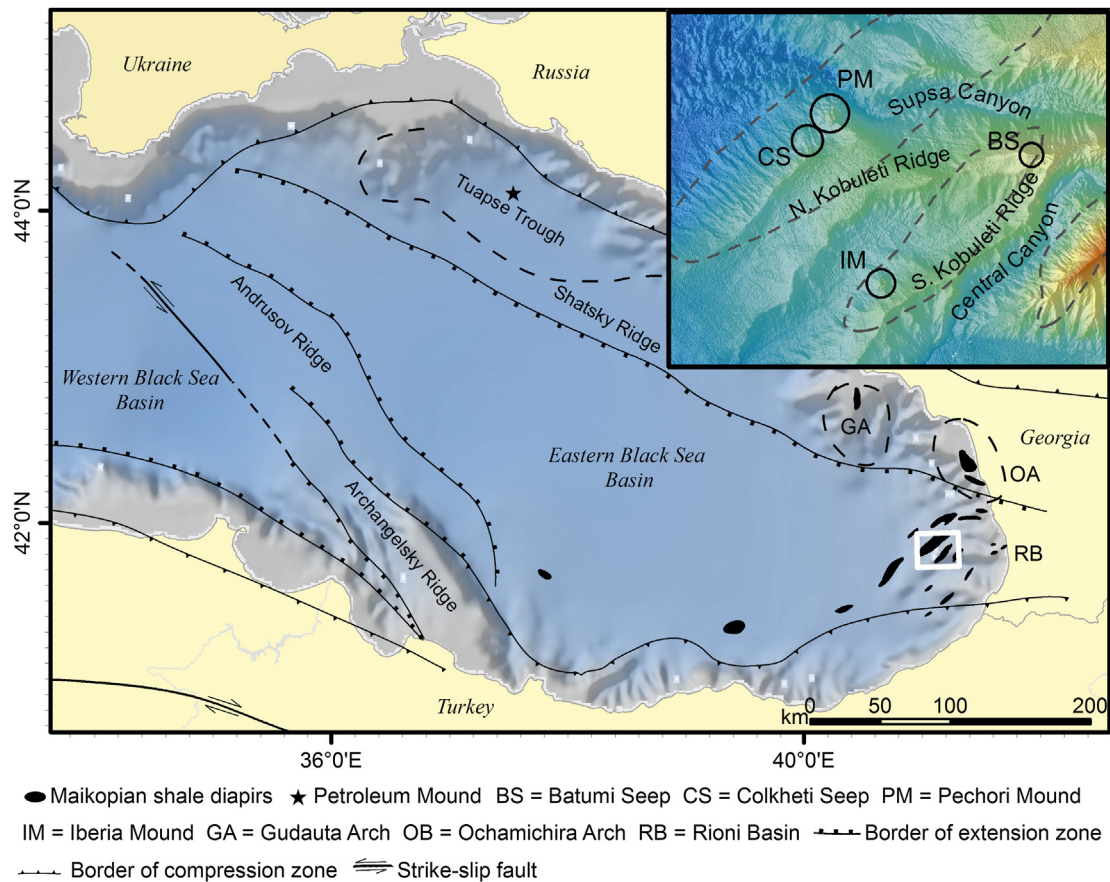 Ukraine
Russia
PM
Supsa Canyon
BS
CS
N. Kobuleti Ridge
IM
S. Kobuleti Ridge
Central Canyon
44°0'N
Tuapse Trough
Andrusov Ridge
Shatsky Ridge
Western Black Sea
Basin
GA
Georgia
Eastern Black Sea
Basin
OA
Archangelsky Ridge
42°0'N
RB
Turkey
km
0 50 100 200
36°0'E 40°0'E
Maikopian shale diapirs Petroleum Mound BS = Batumi Seep CS = Colkheti Seep PM = Pechori Mound
IM = Iberia Mound GA = Gudauta Arch OB = Ochamichira Arch RB = Rioni Basin Border of extension zone
Border of compression zone Strike-slip fault